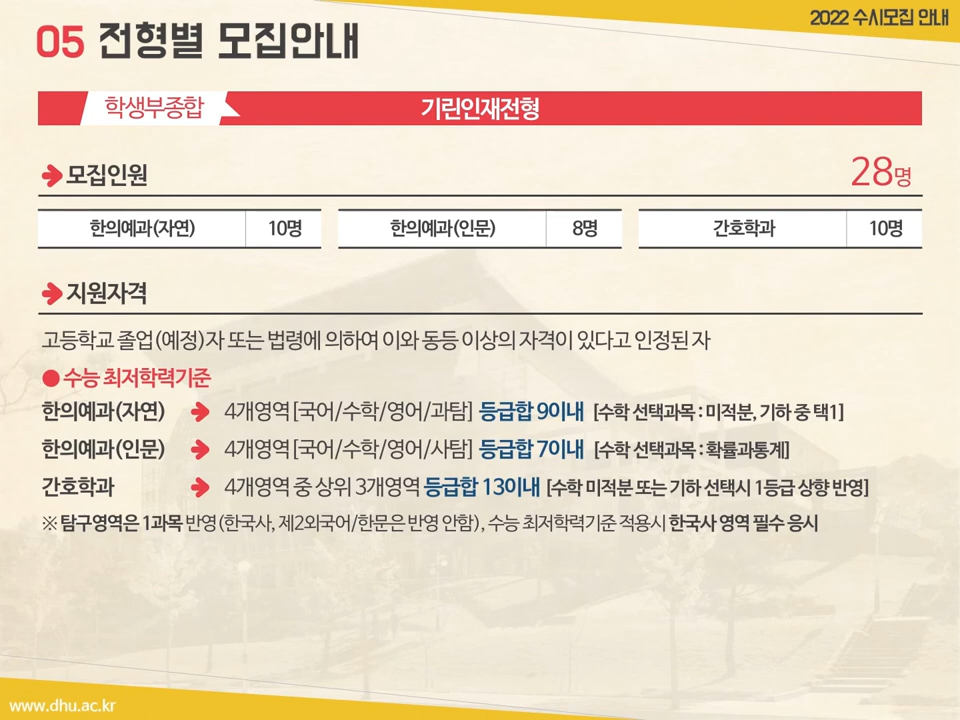 2022 수시모집 안내
05 전형별 모집안내
학생부종합 기린인재전형
모집인원 28명
한의예과(자연) 10명 한의예과(인문) 8명 간호학과 10명
지원자격
고등학교 졸업(예정)자 또는 법령에 의하여 이와 동등 이상의 자격이 있다고 인정된 자
● 수능 최저학력기준
한의예과(자연) 4개영역 [국어/수학/영어/과탐] 등급합 9이내 [수학 선택과목 : 미적분, 기하 중 택1]
한의예과(인문) 4개영역 [국어/수학/영어/사탐] 등급합 7이내 [수학 선택과목 : 확률과통계]
간호학과 4개영역 중 상위 3개영역 등급합 13이내 [수학 미적분 또는 기하 선택시 1등급 상향 반영]
※ 탐구영역은 1과목 반영(한국사, 제2외국어/한문은 반영 안함), 수능 최저학력기준 적용시 한국사 영역 필수 응시
www.dhu.ac.kr